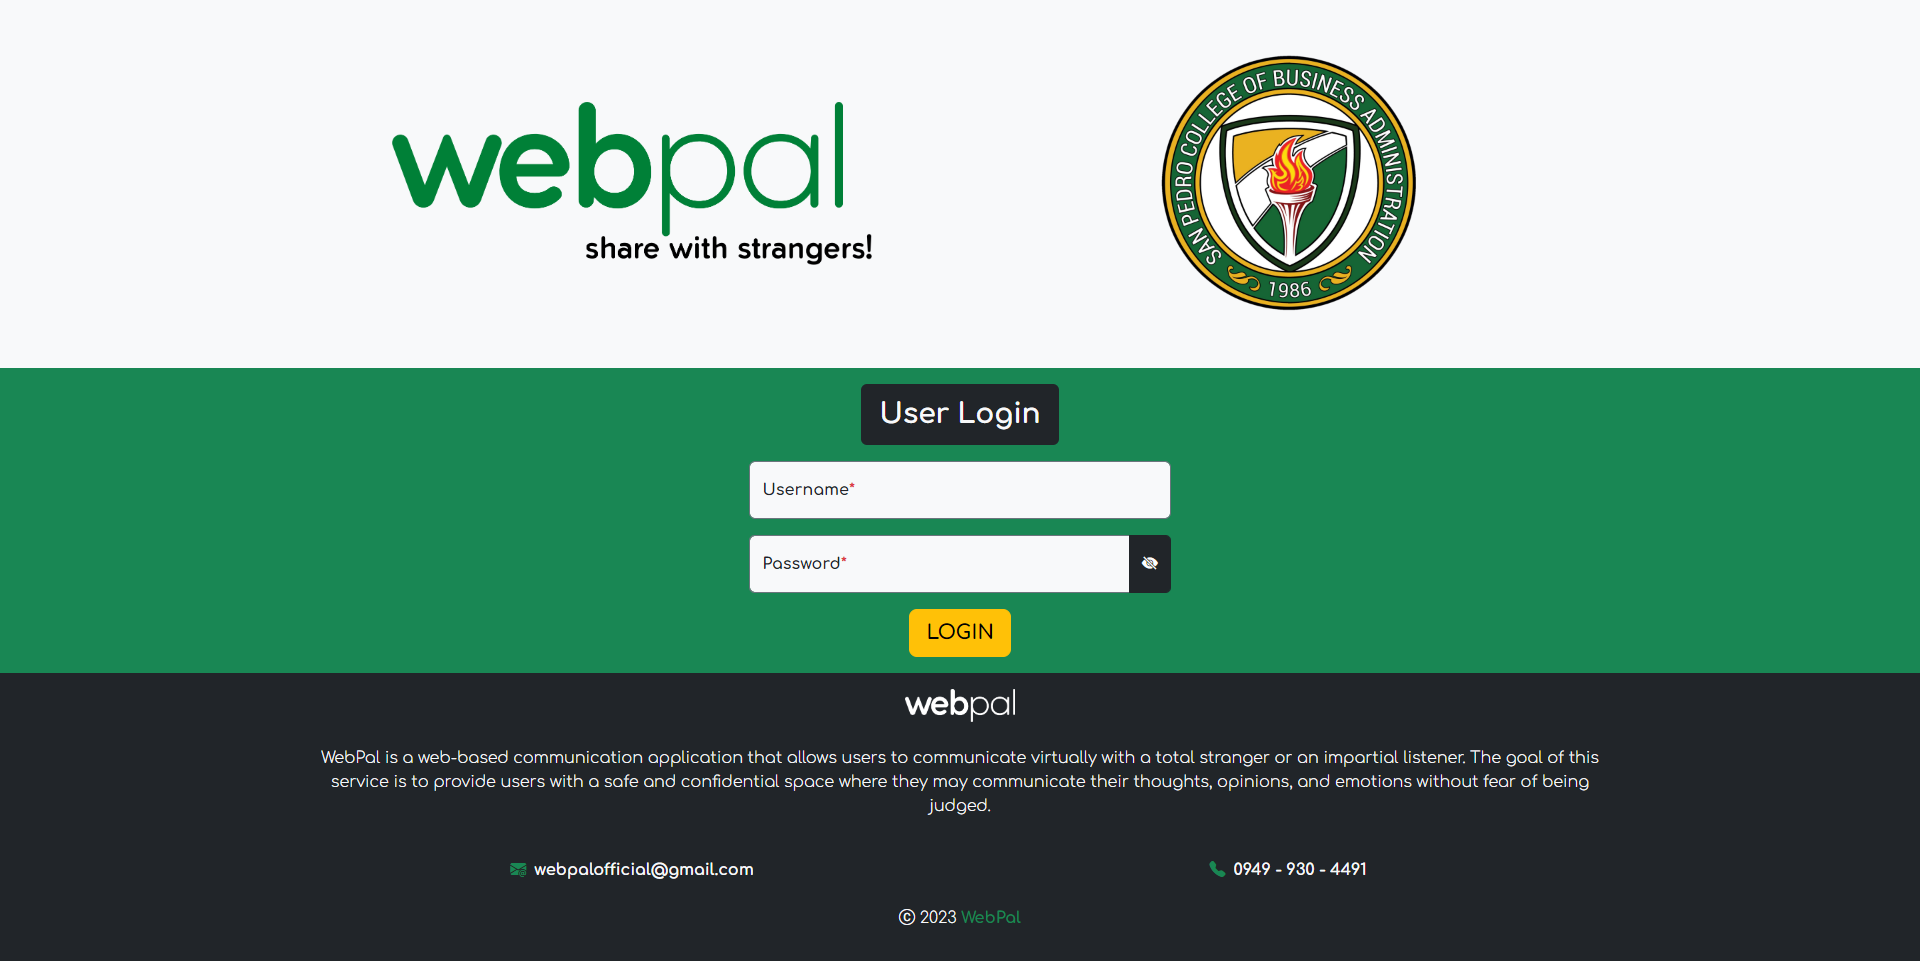 webpal
share with strangers!
SAN PEDRO COLLEGE OF BUSINESS ADMINISTRATION
1986
User Login
Username*
Password*
LOGIN
webpal
WebPal is a web-based communication application that allows users to communicate virtually with a total stranger or an impartial listener. The goal of this
service is to provide users with a safe and confidential space where they may communicate their thoughts, opinions, and emotions without fear of being
judged.
webpalofficial@gmail.com
0949 - 930 - 4491
© 2023 WebPal